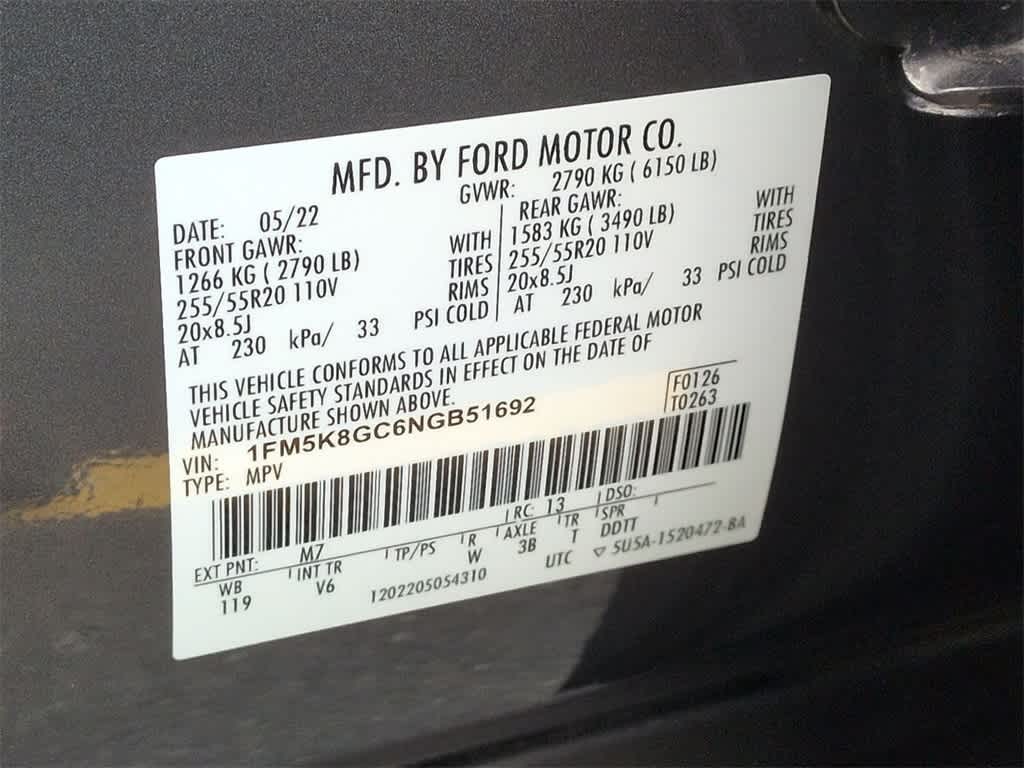 MFD. BY FORD MOTOR CO.
DATE: 05/22 GVWR: 2790 KG ( 6150 LB)
FRONT GAWR: REAR GAWR:
1266 KG ( 2790 LB) WITH 1583 KG ( 3490 LB) WITH
255/55R20 110V TIRES 255/55R20 110V TIRES
20x8.5J RIMS 20x8.5J RIMS
AT 230 kPa/ 33 PSI COLD AT 230 kPa/ 33 PSI COLD
THIS VEHICLE CONFORMS TO ALL APPLICABLE FEDERAL MOTOR
VEHICLE SAFETY STANDARDS IN EFFECT ON THE DATE OF
MANUFACTURE SHOWN ABOVE.
VIN: 1FM5K8GC6NGB51692 F0126
TYPE: MPV T0263
EXT PNT: M7 RC: 13 DSO:
WB INT TR TP/PS R AXLE TR SPR
119 V6 W 3B T DDTT
1202205054310 UTC ▽ 5U5A-1520472-BA